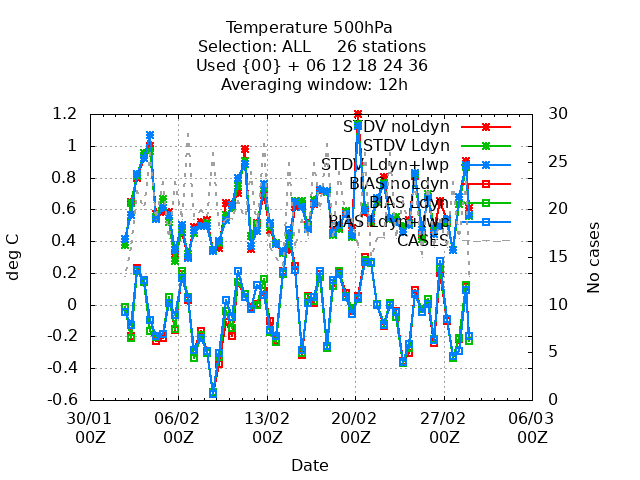 Temperature 500hPa
Selection: ALL     26 stations
Used {00} + 06 12 18 24 36
Averaging window: 12h
1.2
1
0.8
0.6
0.4
0.2
0
-0.2
-0.4
-0.6
deg C
30
25
20
15
10
5
0
No cases
STDV noLdyn
STDV Ldyn
STDV Ldyn+lwp
BIAS noLdyn
BIAS Ldyn
BIAS Ldyn+lwp
CASES
30/01 06/02 13/02 20/02 27/02 06/03
00Z 00Z 00Z 00Z 00Z 00Z
Date